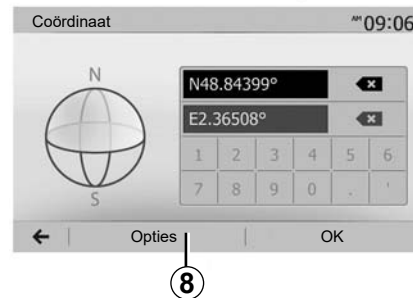 Coördinaat AM 09:06
N
N48.84399°
E2.36508°
1 2 3 4 5 6
7 8 9 0 . '
S
Opties OK
8